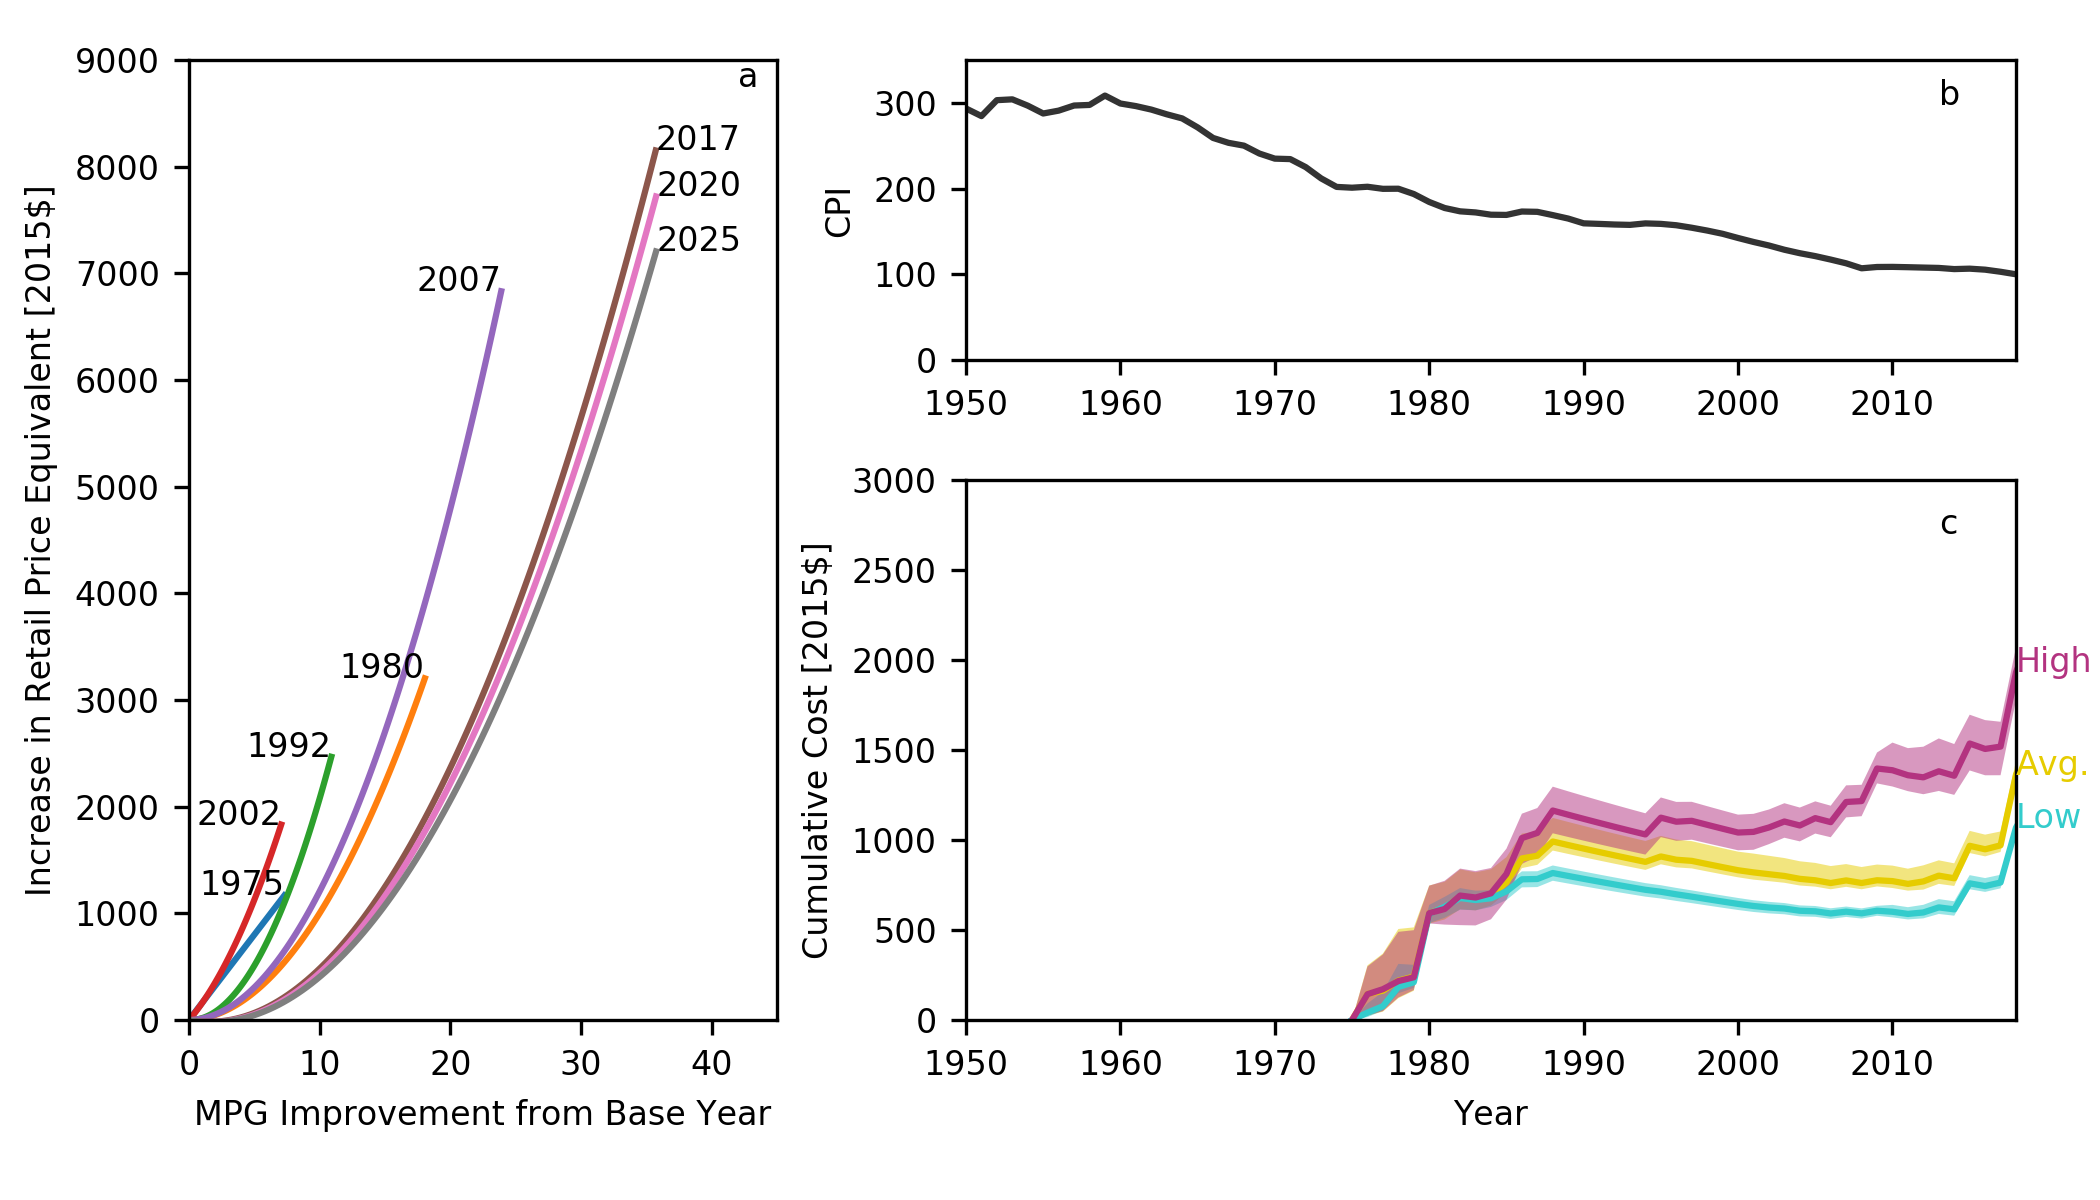 9000
8000
7000
6000
5000
4000
3000
2000
1000
0
Increase in Retail Price Equivalent [2015$]
a
2017
2020
2025
2007
1980
1992
2002
1975
0 10 20 30 40
MPG Improvement from Base Year
300
200
100
0
CPI
b
1950 1960 1970 1980 1990 2000 2010
3000
2500
2000
1500
1000
500
0
Cumulative Cost [2015$]
c
High
Avg.
Low
1950 1960 1970 1980 1990 2000 2010
Year